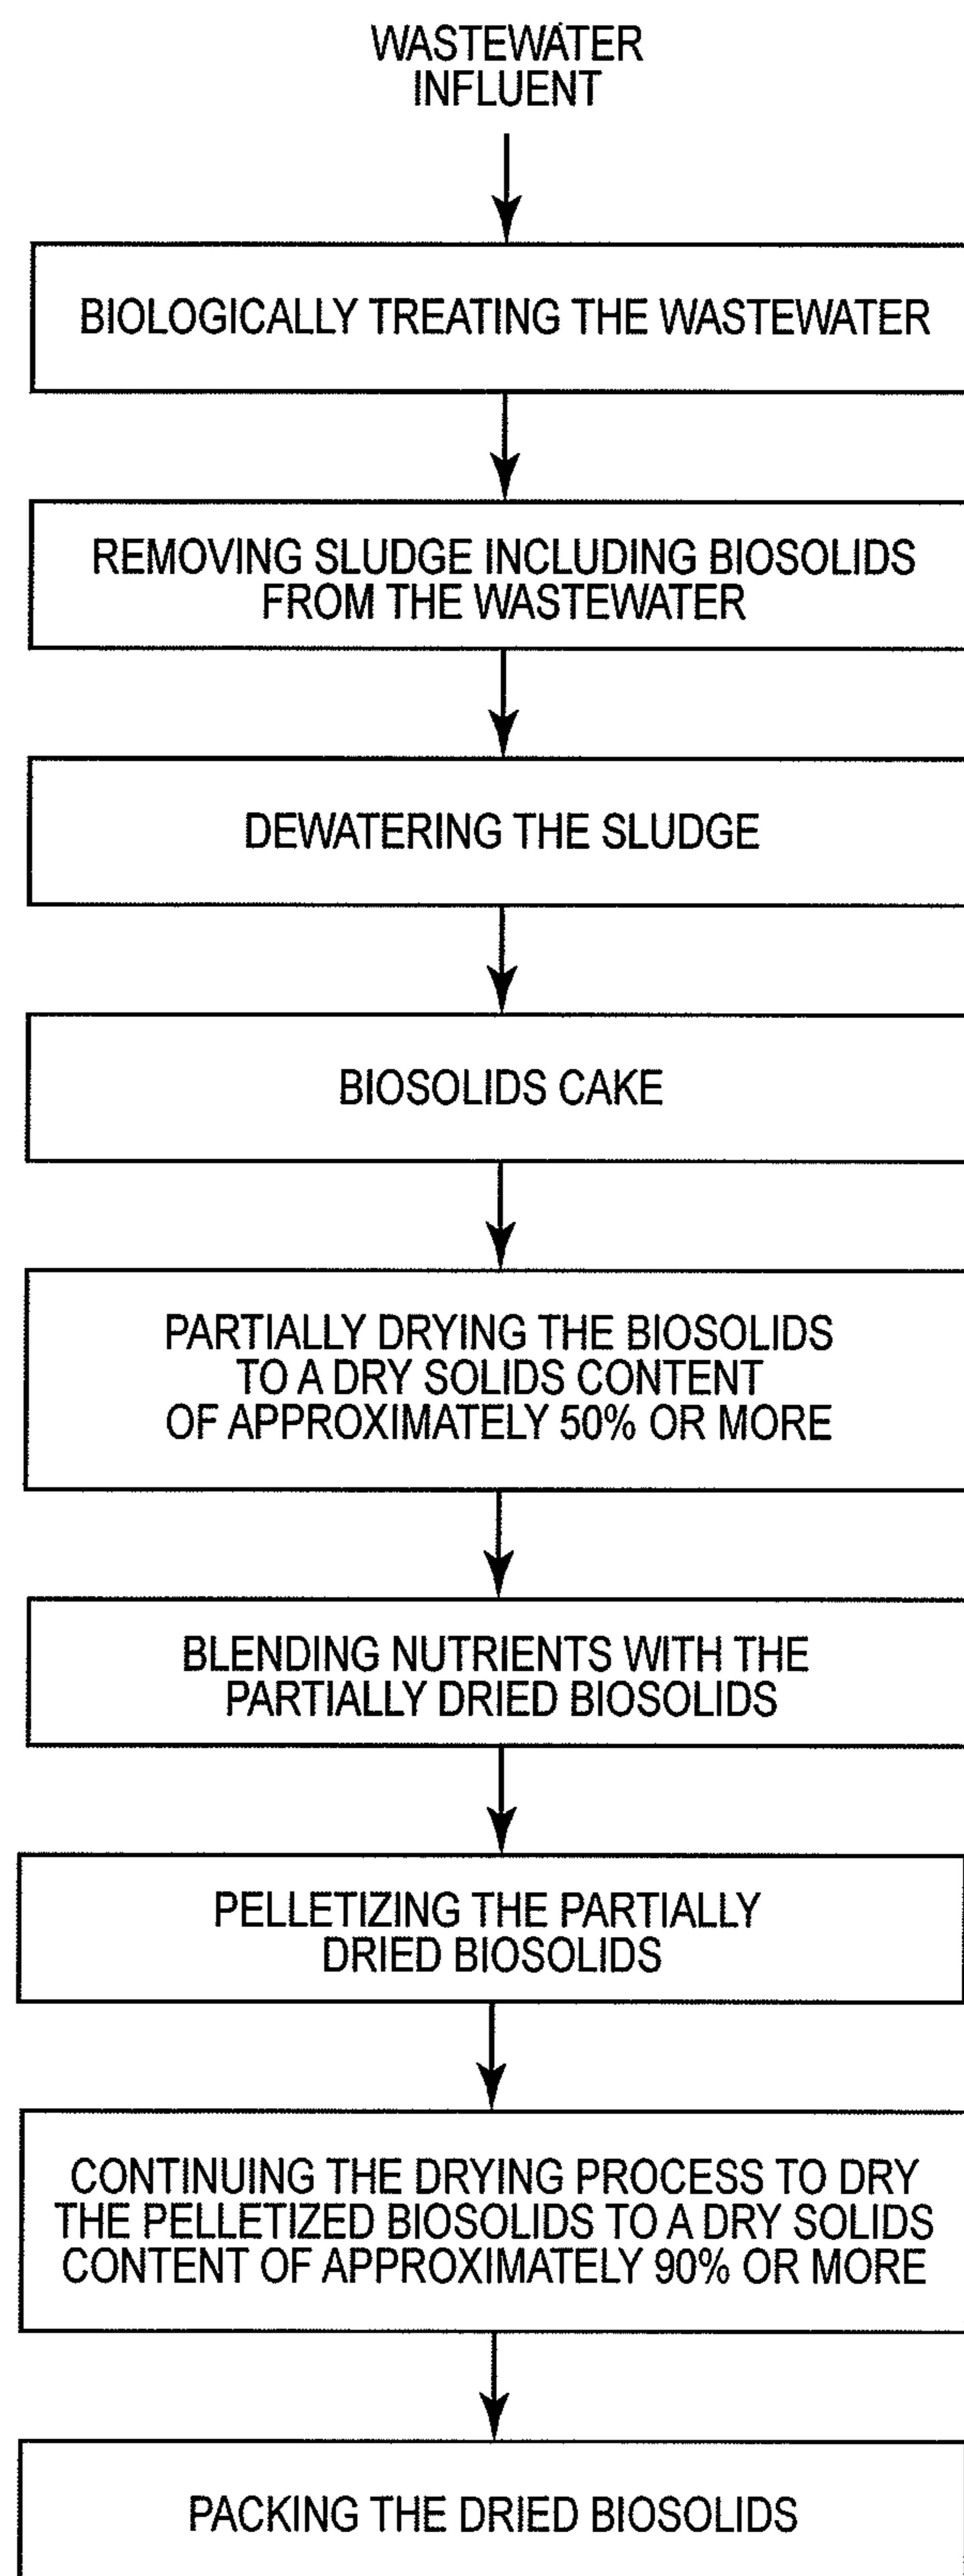 WASTEWATER
INFLUENT
BIOLOGICALLY TREATING THE WASTEWATER
REMOVING SLUDGE INCLUDING BIOSOLIDS
FROM THE WASTEWATER
DEWATERING THE SLUDGE
BIOSOLIDS CAKE
PARTIALLY DRYING THE BIOSOLIDS
TO A DRY SOLIDS CONTENT
OF APPROXIMATELY 50% OR MORE
BLENDING NUTRIENTS WITH THE
PARTIALLY DRIED BIOSOLIDS
PELLETIZING THE PARTIALLY
DRIED BIOSOLIDS
CONTINUING THE DRYING PROCESS TO DRY
THE PELLETIZED BIOSOLIDS TO A DRY SOLIDS
CONTENT OF APPROXIMATELY 90% OR MORE
PACKING THE DRIED BIOSOLIDS